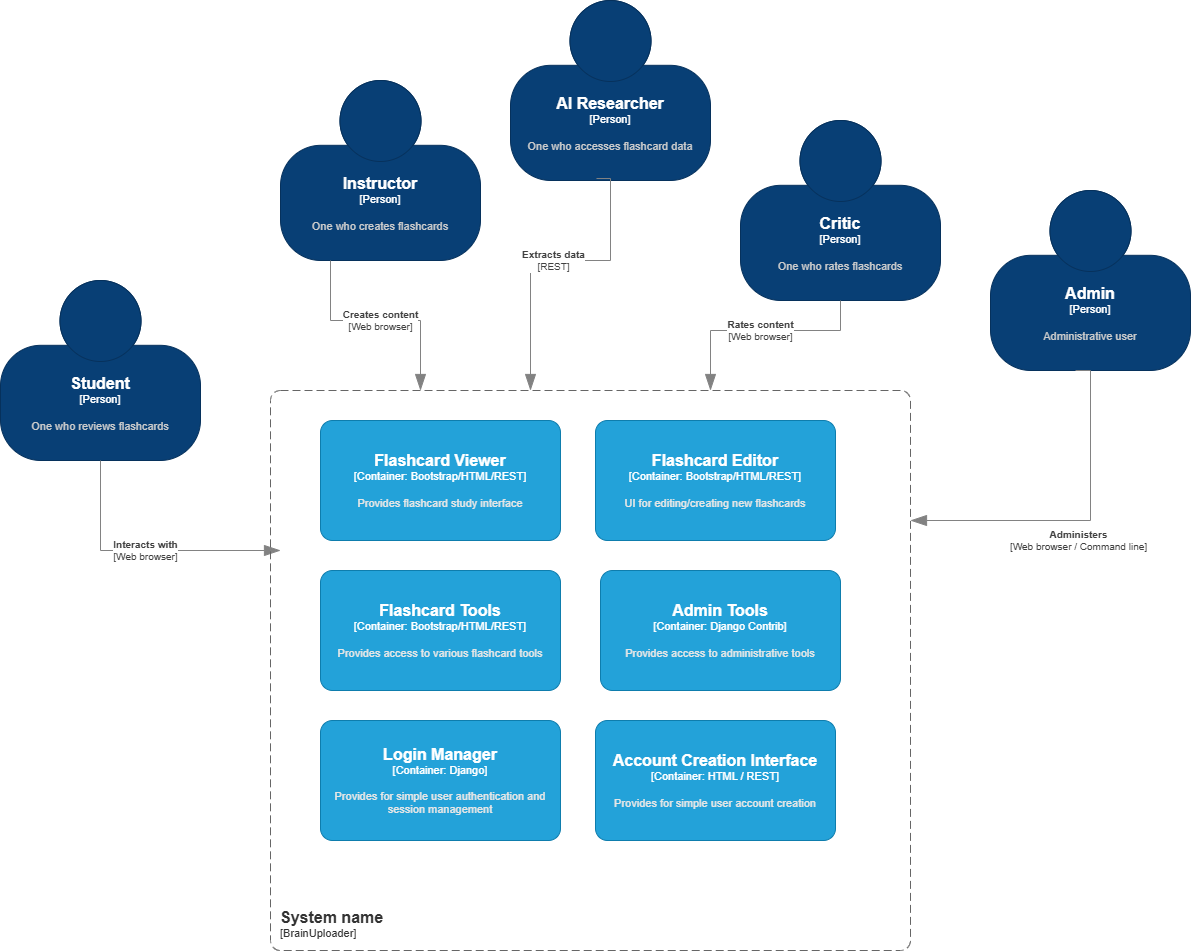 AI Researcher
[Person]
One who accesses flashcard data
Instructor
[Person]
One who creates flashcards
Critic
[Person]
One who rates flashcards
Admin
[Person]
Administrative user
Student
[Person]
One who reviews flashcards
Extracts data
[REST]
Creates content
[Web browser]
Rates content
[Web browser]
Interacts with
[Web browser]
Administers
[Web browser / Command line]
Flashcard Viewer
[Container: Bootstrap/HTML/REST]
Provides flashcard study interface
Flashcard Editor
[Container: Bootstrap/HTML/REST]
UI for editing/creating new flashcards
Flashcard Tools
[Container: Bootstrap/HTML/REST]
Provides access to various flashcard tools
Admin Tools
[Container: Django Contrib]
Provides access to administrative tools
Login Manager
[Container: Django]
Provides for simple user authentication and
session management
Account Creation Interface
[Container: HTML / REST]
Provides for simple user account creation
System name
[BrainUploader]